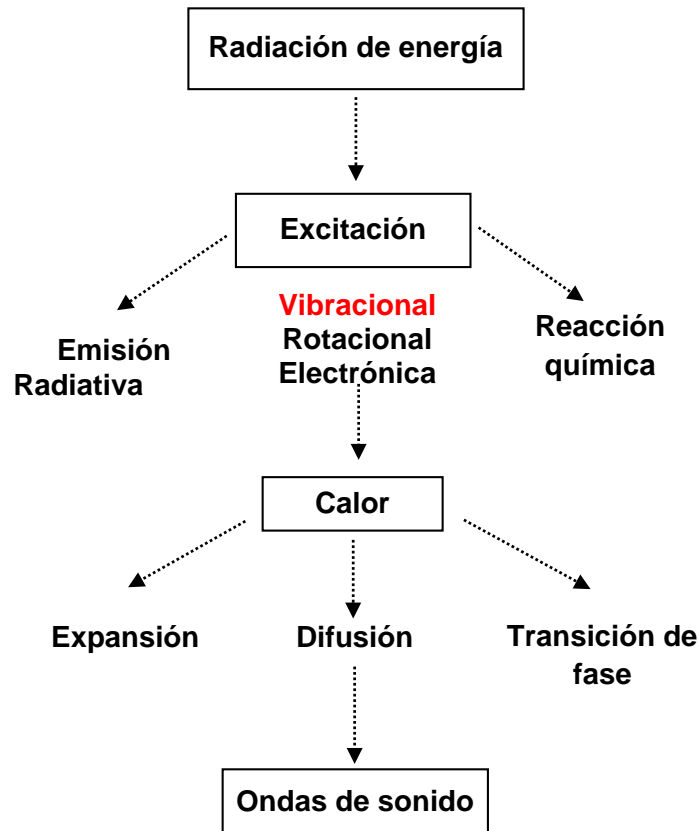 Radiación de energía
Excitación
Vibracional
Rotacional
Electrónica
Emisión
Radiativa
Reacción
química
Calor
Expansión
Difusión
Transición de
fase
Ondas de sonido